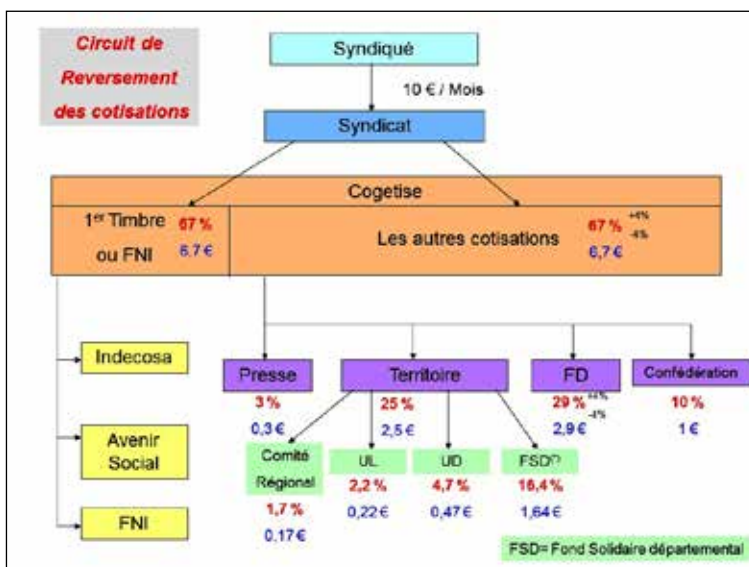 Circuit de
Reversement
des cotisations
Syndiqué
10 € / Mois
Syndicat
Cogetise
1er Timbre
ou FNI
67 %
6,7 €
Les autres cotisations
67 % +4% -4%
6,7 €
Indecosa
Avenir
Social
FNI
Presse
3 %
0,3 €
Territoire
25 %
2,5 €
FD
29 % +4% -4%
2,9 €
Confédération
10 %
1 €
Comité
Régional
1,7 %
0,17 €
UL
2,2 %
0,22 €
UD
4,7 %
0,47 €
16,4 %
1,64 €
FSD= Fond Solidaire départemental